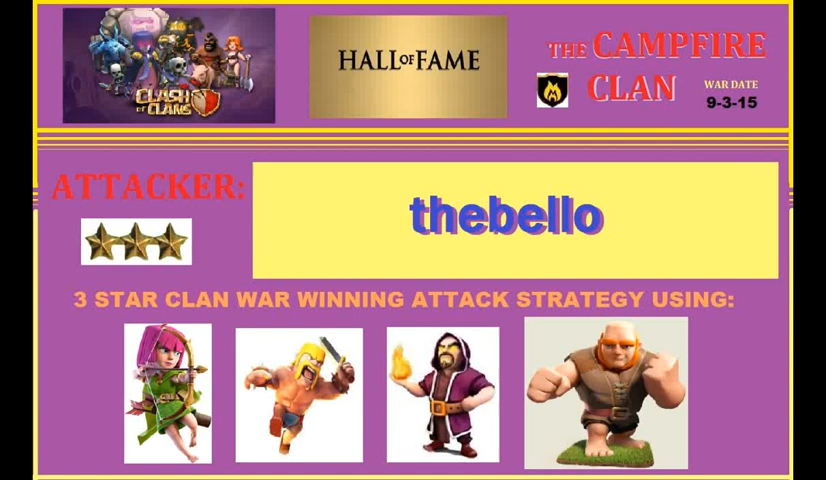 CLASH
OF CLANS
HALL OF FAME
THE CAMPFIRE
CLAN
WAR DATE
9-3-15
ATTACKER:
thebello
3 STAR CLAN WAR WINNING ATTACK STRATEGY USING: